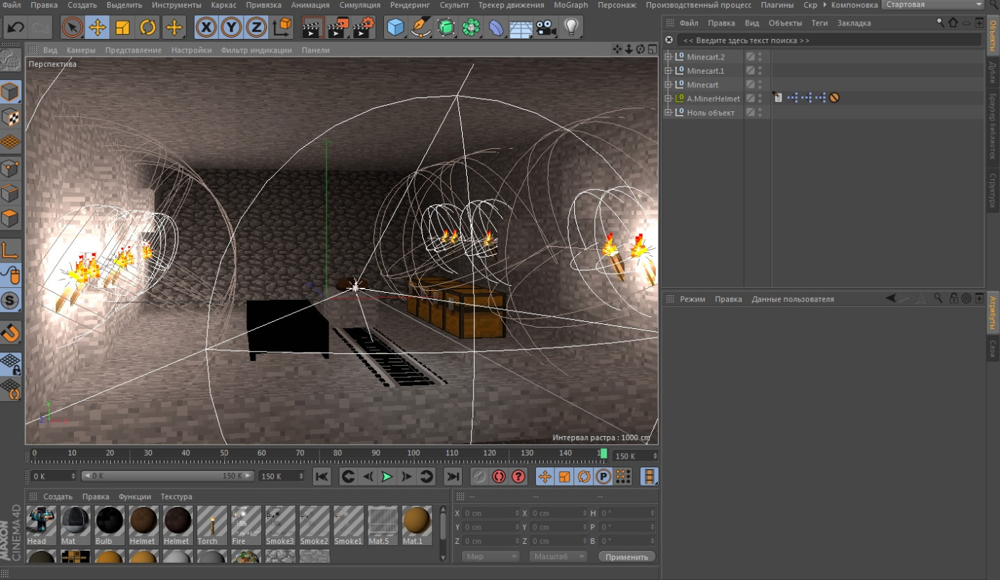 Файл Правка Создать Выделить Инструменты Каркас Привязка Анимация Симуляция Рендеринг Скульпт Трекер движения MoGraph Персонаж Производственный процесс Плагины Скр Компоновка Стартовая
X Y Z
Файл Правка Вид Объекты Теги Закладка
Вид Камеры Представление Настройки Фильтр индикации Панели
<< Введите здесь текст поиска >>
Перспектива
Minecart.2
Minecart.1
Minecart
A.MinerHelmet
Ноль объект
Объекты
Дубли
Браузер библиотек
Структура
Режим Правка Данные пользователя
Атрибуты
Слои
S
Y
Z X
Интервал растра : 1000 cm
0 10 20 30 40 50 60 70 80 90 100 110 120 130 140 150 K
0 K 0 K 150 K 150 K
P
Создать Правка Функции Текстура
-- -- --
Head Mat Bulb Helmet Helmet Torch Fire Smoke3 Smoke2 Smoke1 Mat.5 Mat.1
X 0 cm X 0 cm H 0 °
Y 0 cm Y 0 cm P 0 °
Z 0 cm Z 0 cm B 0 °
Мир Масштаб Применить
MAXON
CINEMA 4D